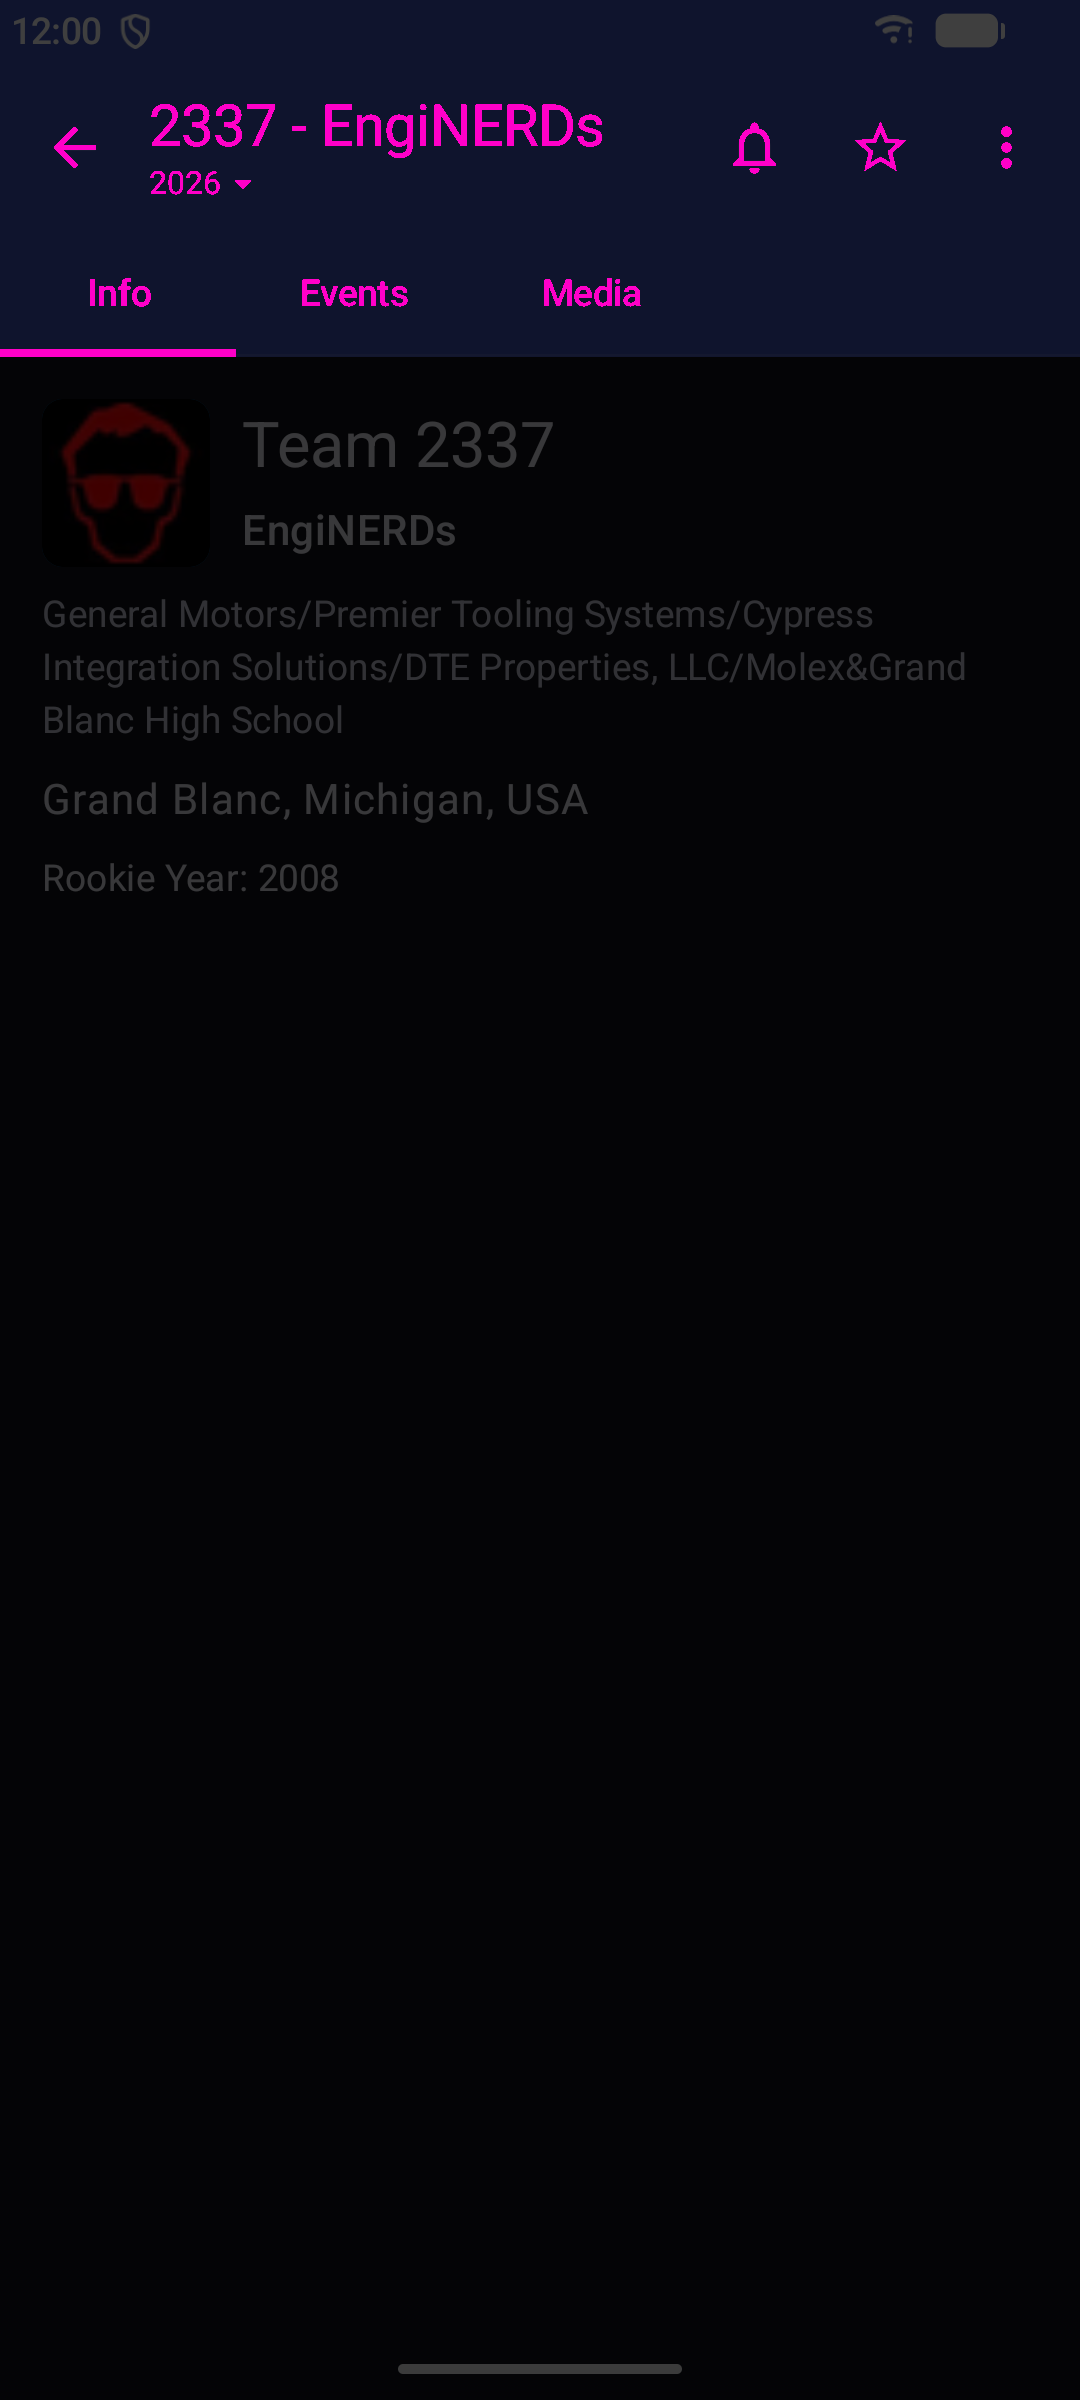 12:00
2337 - EngiNERDs
2026
Info Events Media
Team 2337
EngiNERDs
General Motors/Premier Tooling Systems/Cypress
Integration Solutions/DTE Properties, LLC/Molex&Grand
Blanc High School
Grand Blanc, Michigan, USA
Rookie Year: 2008